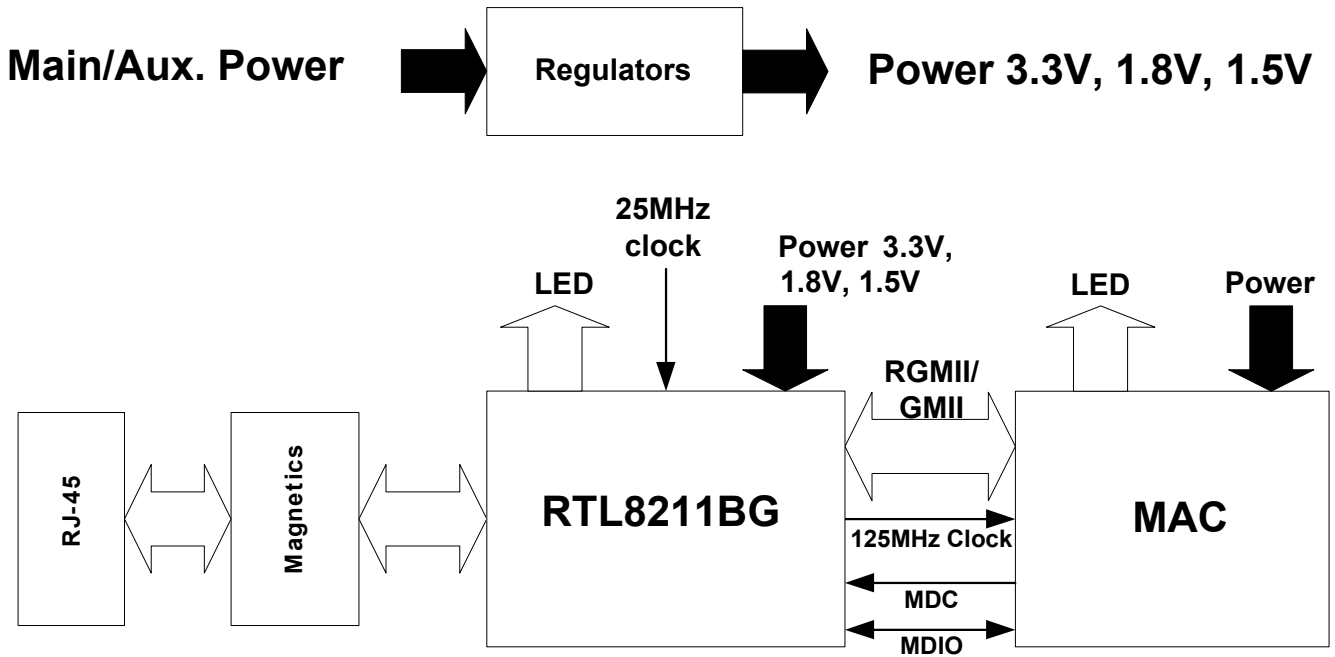 Main/Aux. Power
Regulators
Power 3.3V, 1.8V, 1.5V
25MHz
clock
LED
Power 3.3V,
1.8V, 1.5V
LED
Power
RGMII/
GMII
RJ-45
Magnetics
RTL8211BG
MAC
125MHz Clock
MDC
MDIO